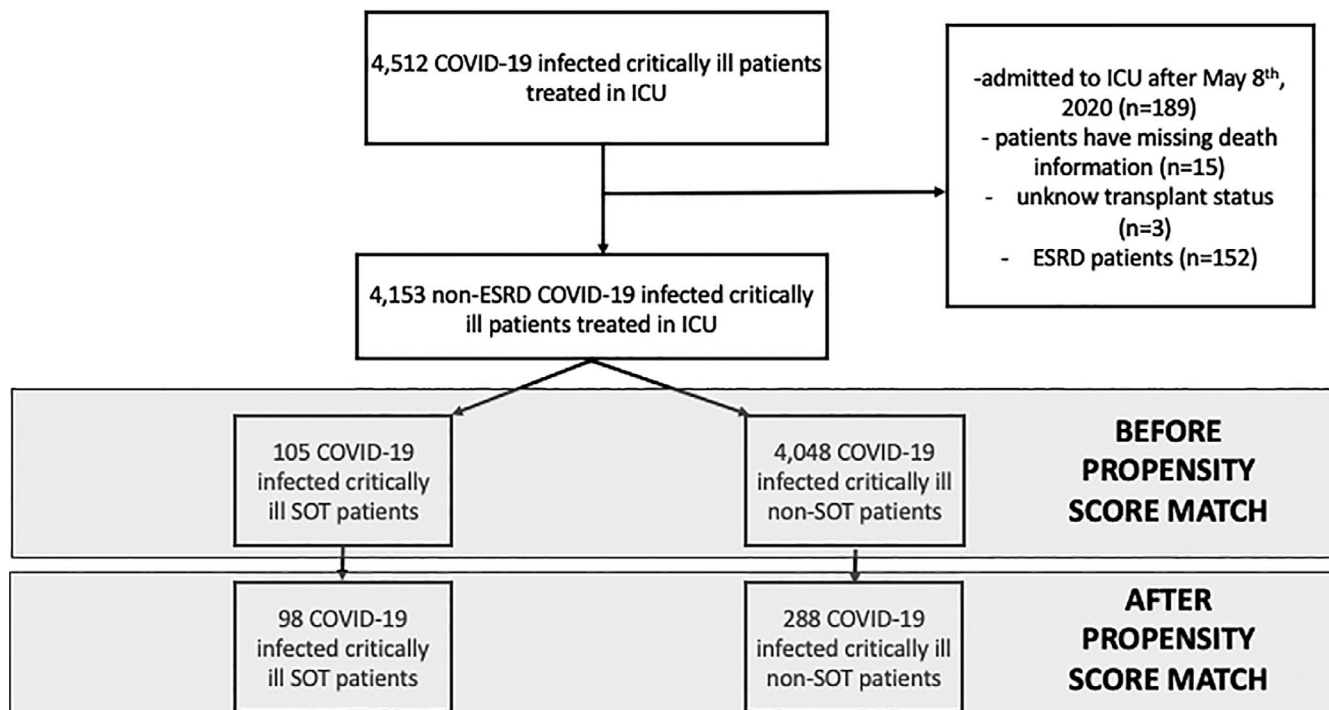 4,512 COVID-19 infected critically ill patients
treated in ICU
-admitted to ICU after May 8th,
2020 (n=189)
- patients have missing death
information (n=15)
- unknow transplant status
(n=3)
- ESRD patients (n=152)
4,153 non-ESRD COVID-19 infected critically
ill patients treated in ICU
105 COVID-19
infected critically
ill SOT patients
4,048 COVID-19
infected critically ill
non-SOT patients
BEFORE
PROPENSITY
SCORE MATCH
98 COVID-19
infected critically
ill SOT patients
288 COVID-19
infected critically ill
non-SOT patients
AFTER
PROPENSITY
SCORE MATCH